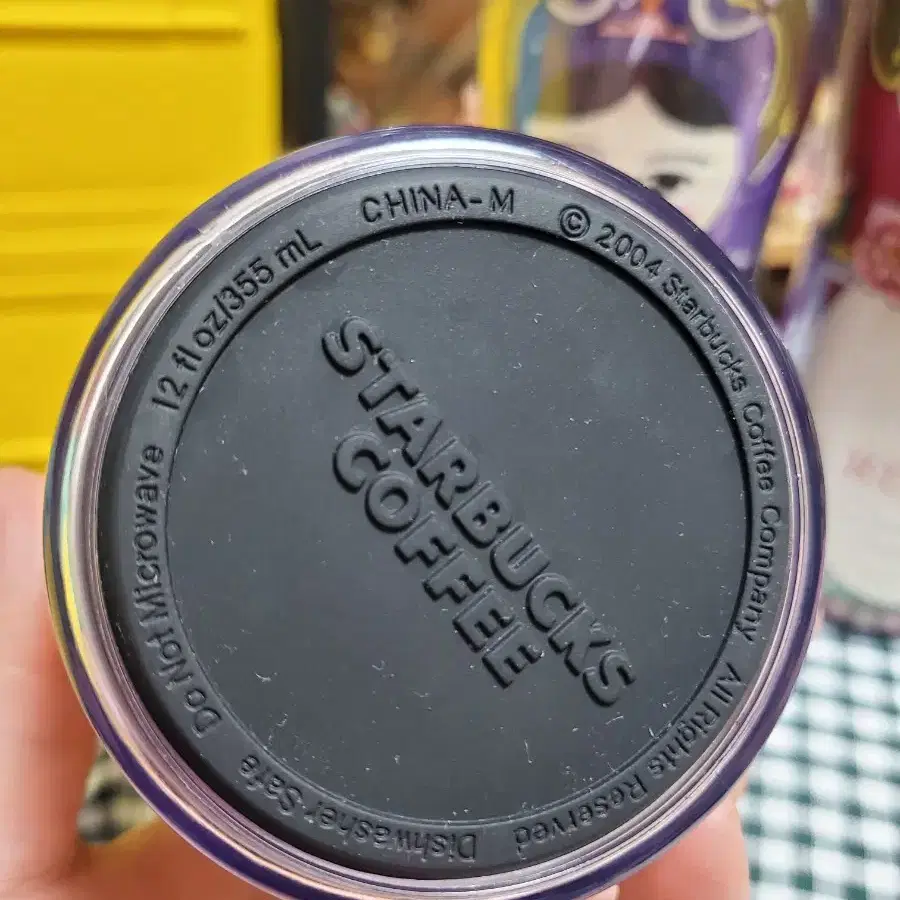 STARBUCKS
COFFEE
CHINA-M
© 2004 Starbucks Coffee Company All Rights Reserved
Dishwasher Safe
Do Not Microwave
12 fl oz/355 mL